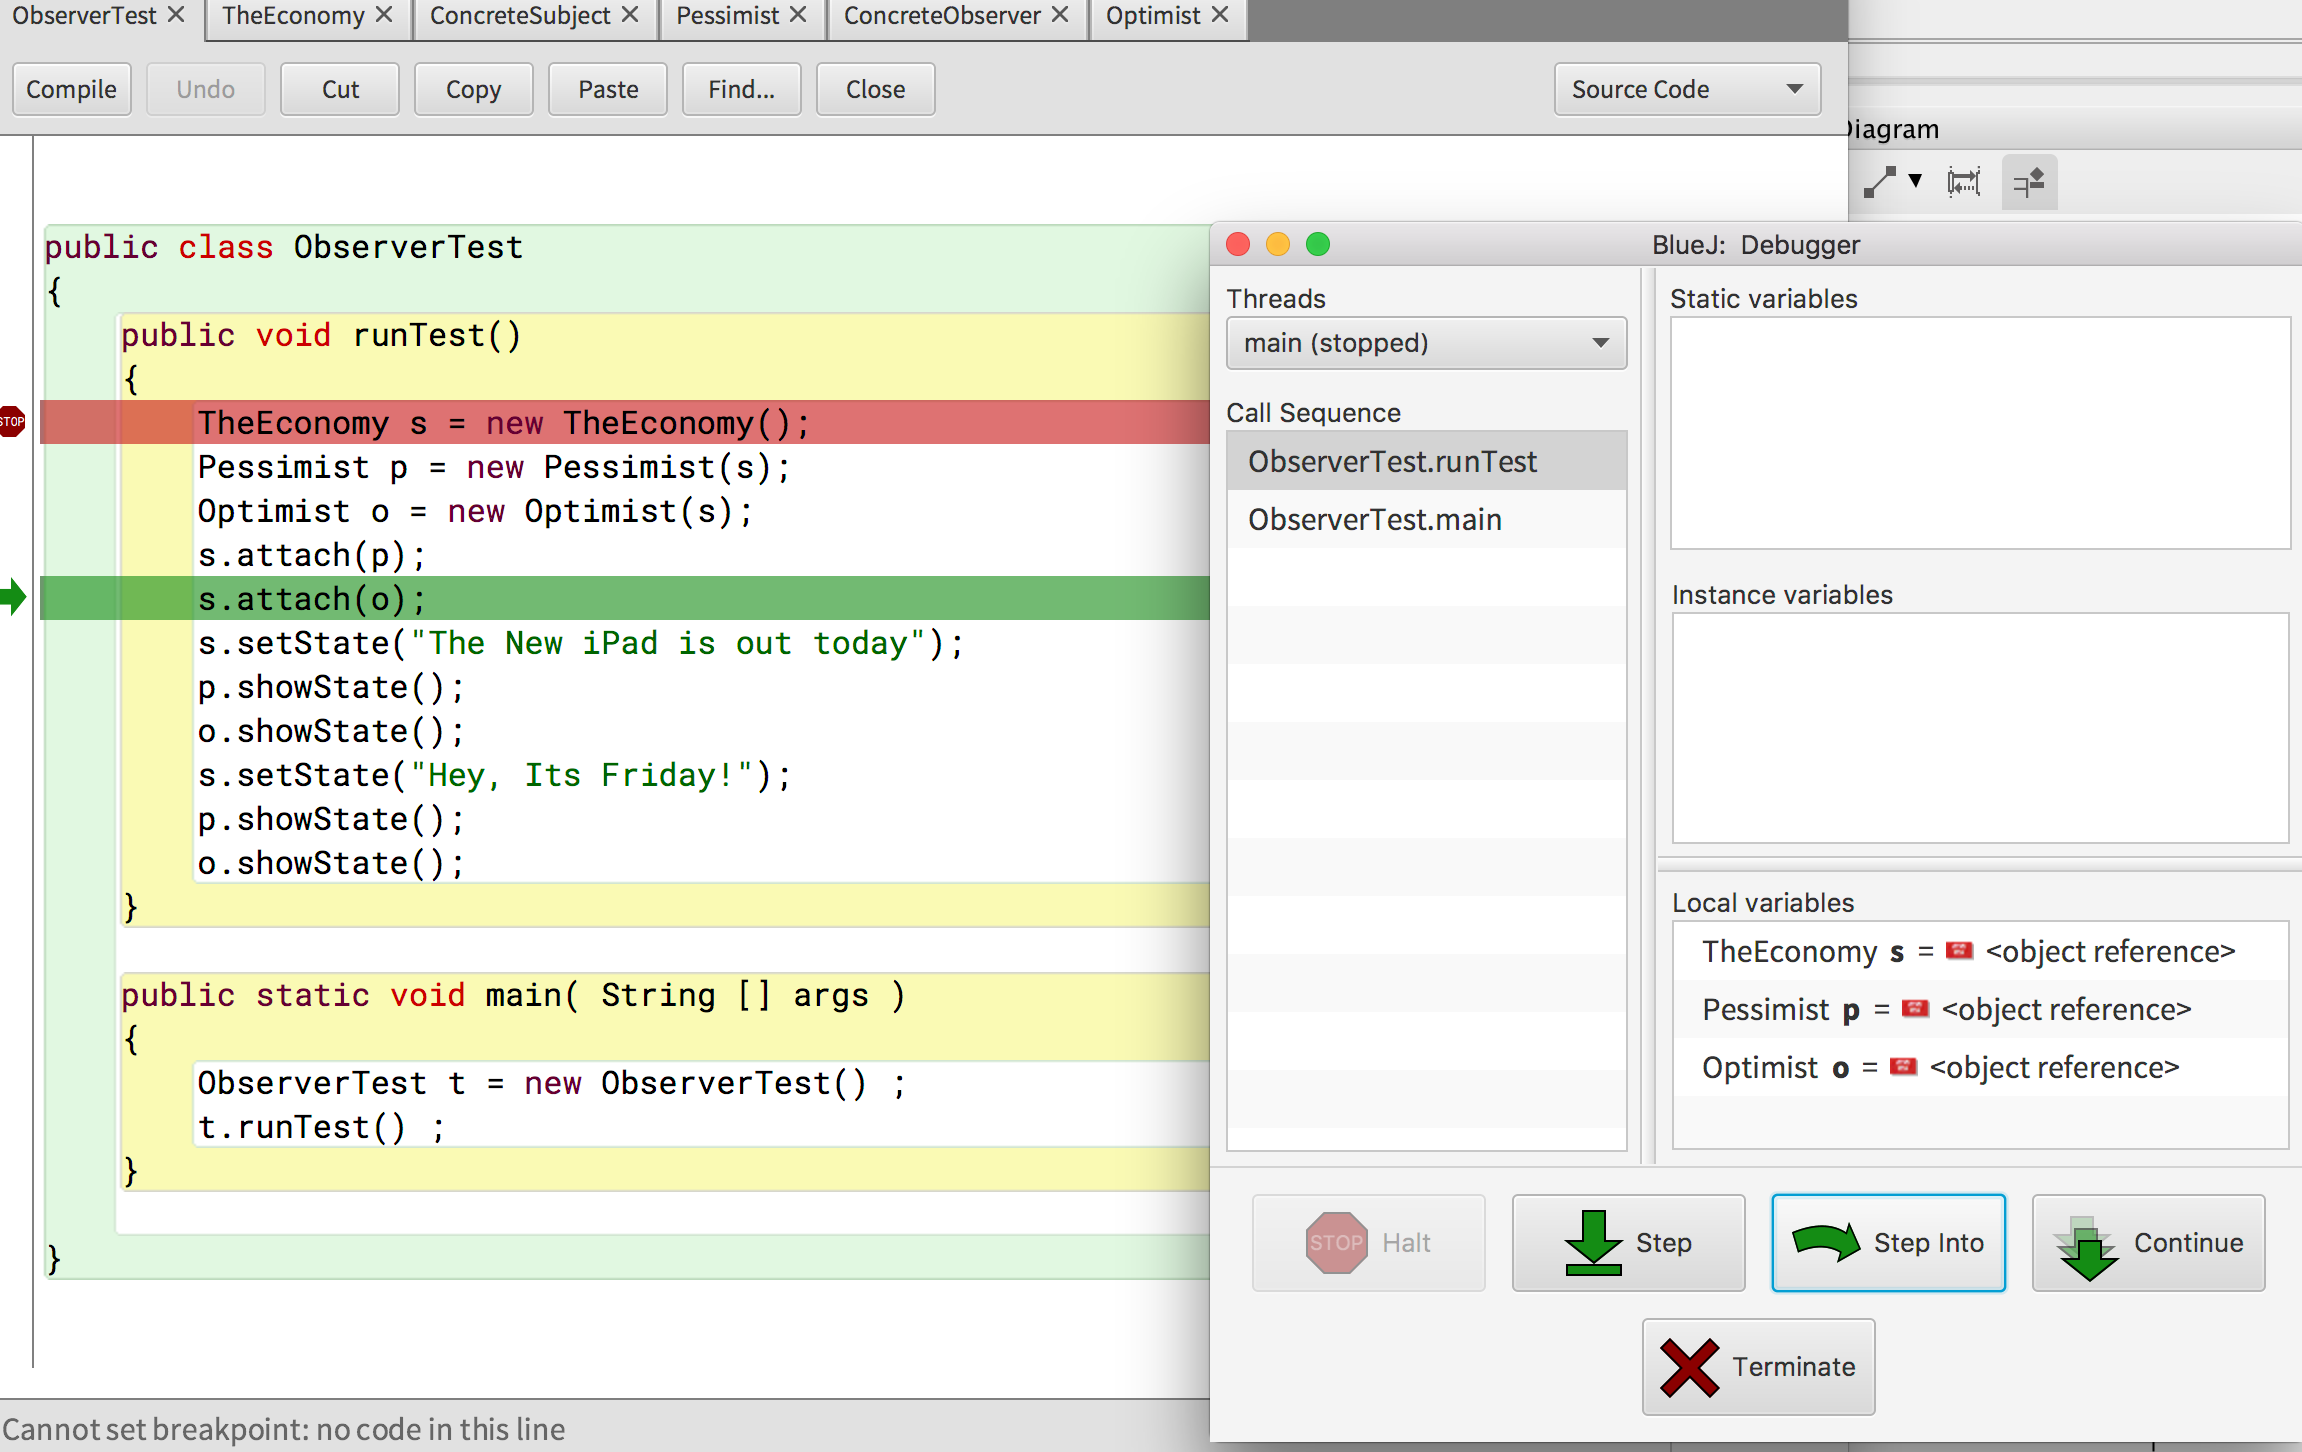 ObserverTest TheEconomy ConcreteSubject Pessimist ConcreteObserver Optimist
Compile Undo Cut Copy Paste Find... Close Source Code
public class ObserverTest
{
public void runTest()
{
STOP
TheEconomy s = new TheEconomy();
Pessimist p = new Pessimist(s);
Optimist o = new Optimist(s);
s.attach(p);
s.attach(o);
s.setState("The New iPad is out today");
p.showState();
o.showState();
s.setState("Hey, Its Friday!");
p.showState();
o.showState();
}
public static void main( String [] args )
{
ObserverTest t = new ObserverTest() ;
t.runTest() ;
}
}
Cannot set breakpoint: no code in this line
Diagram
BlueJ: Debugger
Threads
main (stopped)
Call Sequence
ObserverTest.runTest
ObserverTest.main
Static variables
Instance variables
Local variables
TheEconomy s = <object reference>
Pessimist p = <object reference>
Optimist o = <object reference>
STOP Halt
Step
Step Into
Continue
Terminate